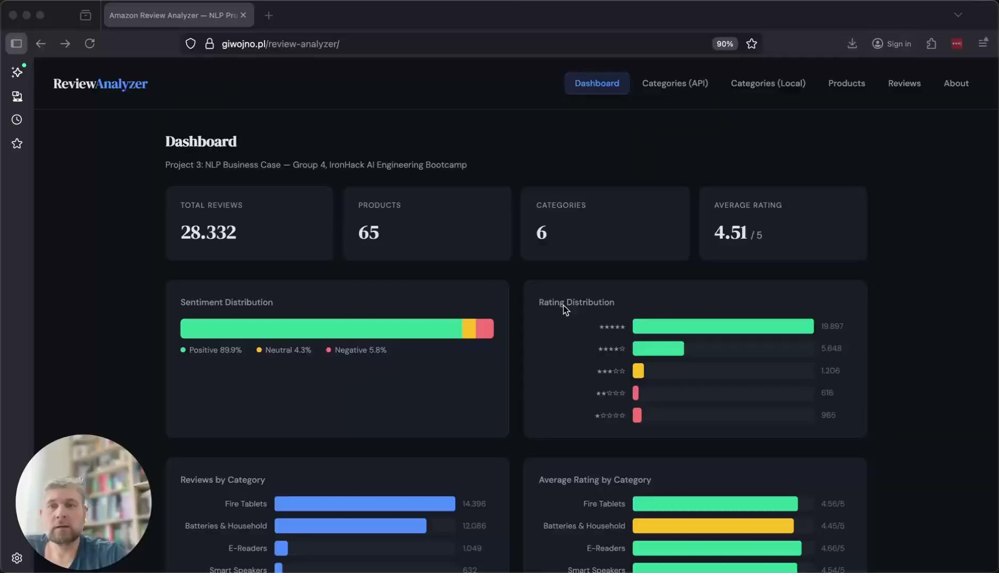 Amazon Review Analyzer — NLP Pro
giwojno.pl/review-analyzer/
90%
Sign in
ReviewAnalyzer
Dashboard
Categories (API)
Categories (Local)
Products
Reviews
About
Dashboard
Project 3: NLP Business Case — Group 4, IronHack AI Engineering Bootcamp
TOTAL REVIEWS
28.332
PRODUCTS
65
CATEGORIES
6
AVERAGE RATING
4.51 / 5
Sentiment Distribution
Positive 89.9%
Neutral 4.3%
Negative 5.8%
Rating Distribution
★★★★★ 19.897
★★★★☆ 5.648
★★★☆☆ 1.206
★★☆☆☆ 616
★☆☆☆☆ 965
Reviews by Category
Fire Tablets 14.396
Batteries & Household 12.086
E-Readers 1.049
Smart Speakers 632
Average Rating by Category
Fire Tablets 4.56/5
Batteries & Household 4.45/5
E-Readers 4.66/5
Smart Speakers 4.54/5